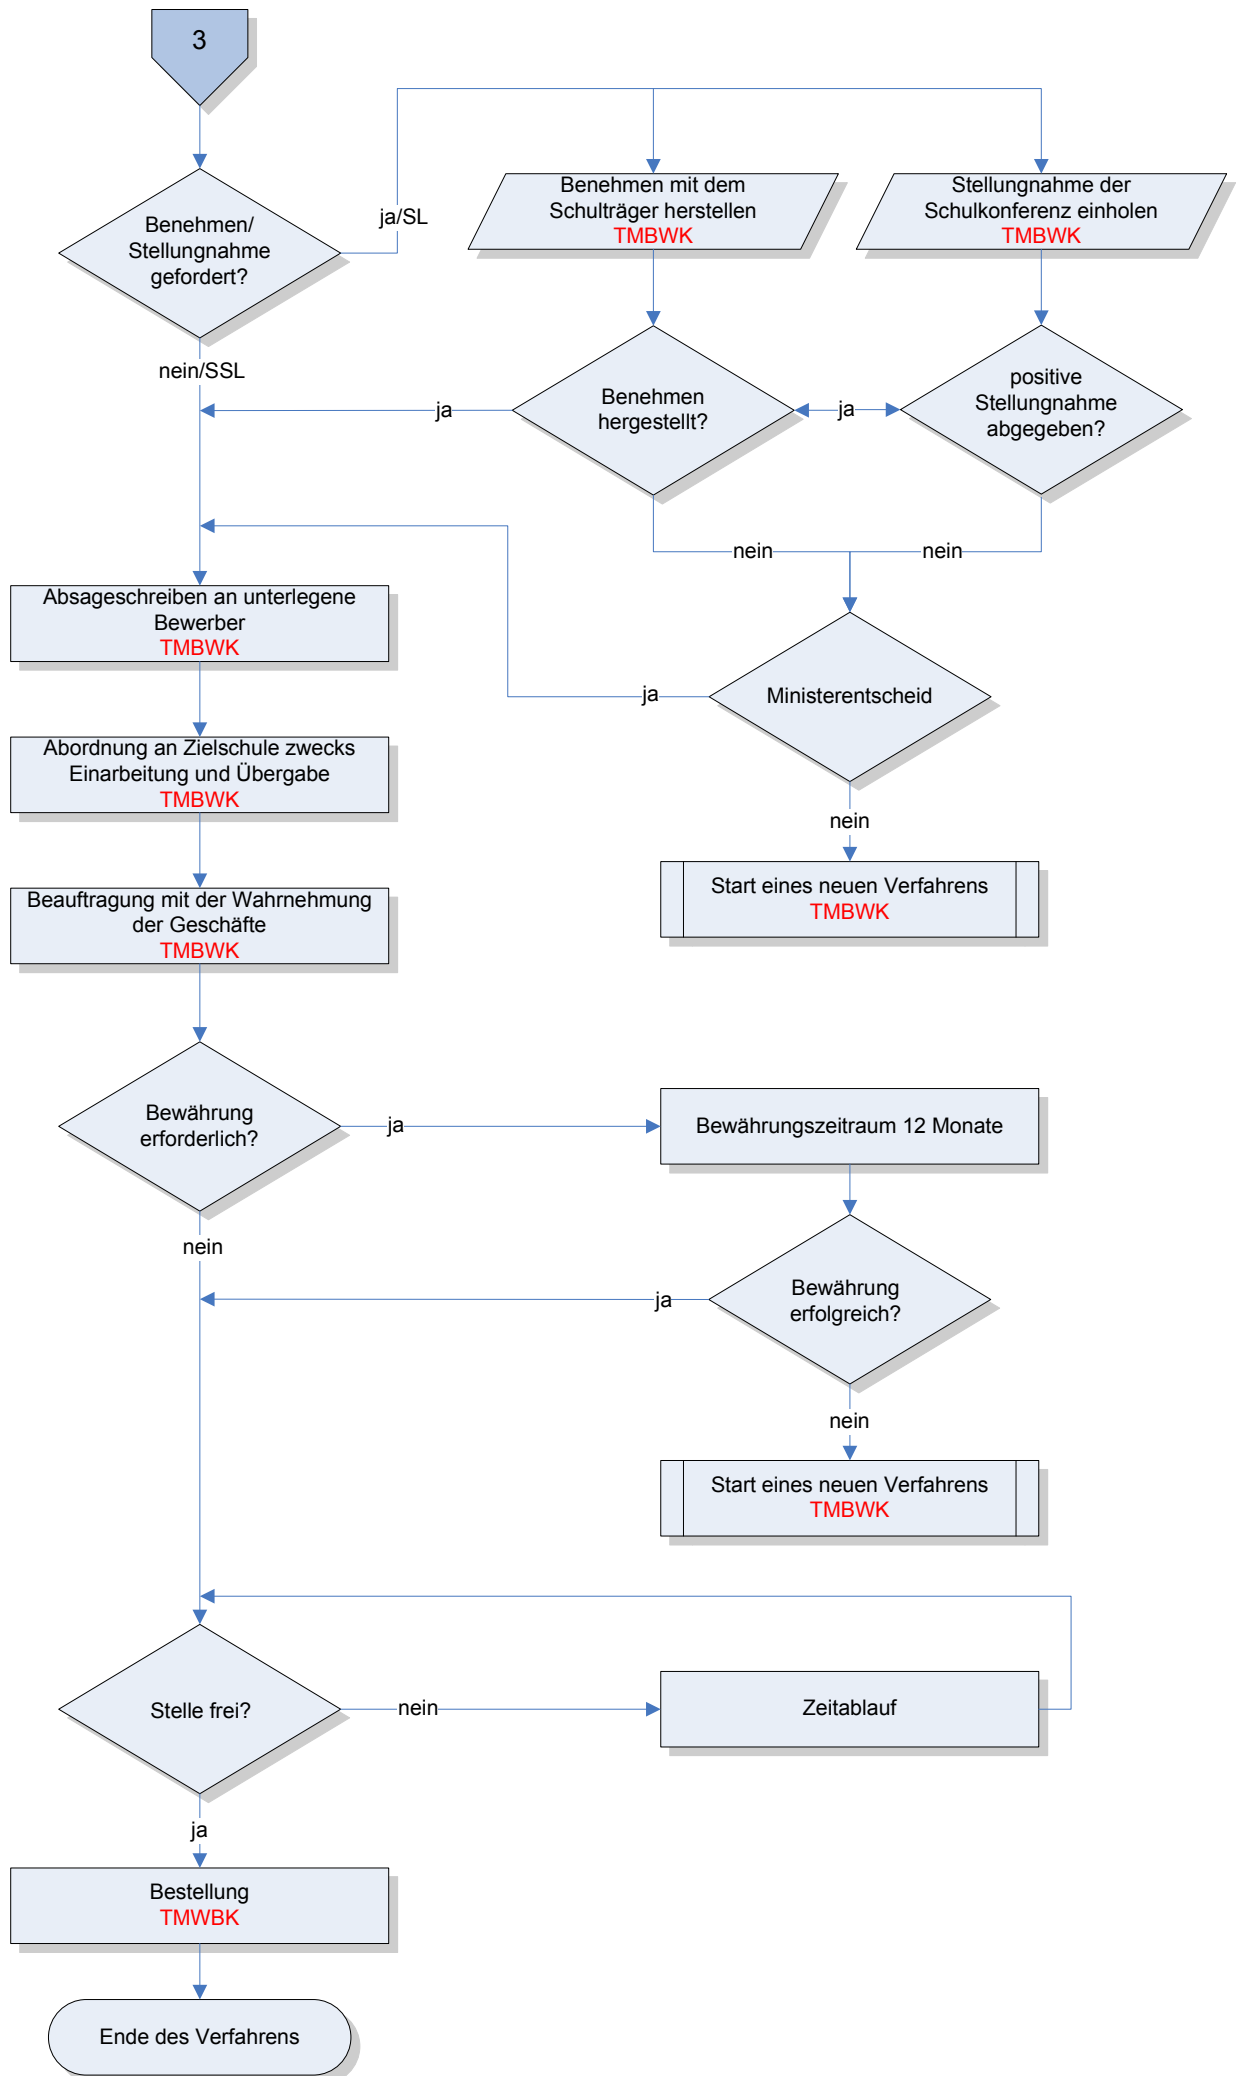 3
Benehmen/
Stellungnahme
gefordert?
ja/SL
Benehmen mit dem
Schulträger herstellen
TMBWK
Stellungnahme der
Schulkonferenz einholen
TMBWK
nein/SSL
ja
Benehmen
hergestellt?
ja
positive
Stellungnahme
abgegeben?
nein
nein
Absageschreiben an unterlegene
Bewerber
TMBWK
ja
Ministerentscheid
Abordnung an Zielschule zwecks
Einarbeitung und Übergabe
TMBWK
nein
Start eines neuen Verfahrens
TMBWK
Beauftragung mit der Wahrnehmung
der Geschäfte
TMBWK
Bewährung
erforderlich?
ja
Bewährungszeitraum 12 Monate
nein
ja
Bewährung
erfolgreich?
nein
Start eines neuen Verfahrens
TMBWK
Stelle frei?
nein
Zeitablauf
ja
Bestellung
TMWBK
Ende des Verfahrens